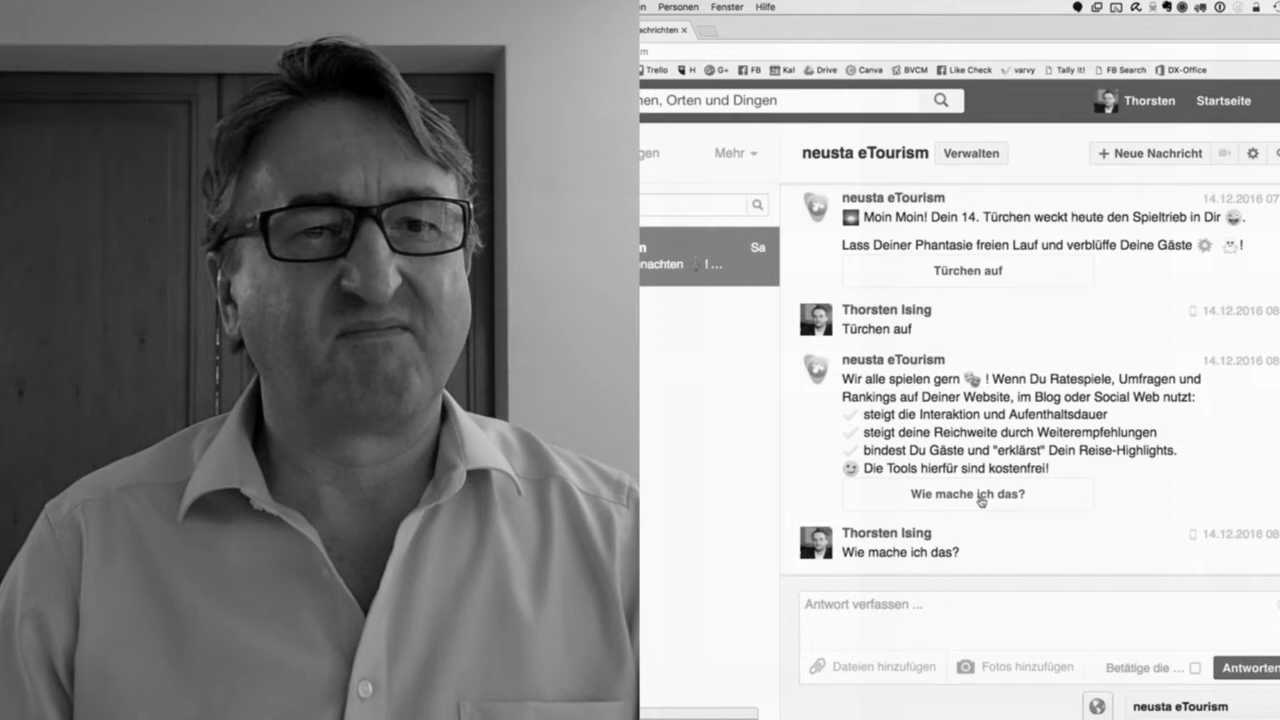 Personen Fenster Hilfe
Trello H G+ FB Kal Drive Canva BVCM Like Check varvy Tally It! FB Search DX-Office
nen, Orten und Dingen
Thorsten Startseite
Mehr
neusta eTourism Verwalten
+ Neue Nachricht
neusta eTourism 14.12.2016 07
Moin Moin! Dein 14. Türchen weckt heute den Spieltrieb in Dir .
Lass Deiner Phantasie freien Lauf und verblüffe Deine Gäste !
Türchen auf
Sa
! ...
Thorsten Ising 14.12.2016 08
Türchen auf
neusta eTourism 14.12.2016 08
Wir alle spielen gern ! Wenn Du Ratespiele, Umfragen und
Rankings auf Deiner Website, im Blog oder Social Web nutzt:
steigt die Interaktion und Aufenthaltsdauer
steigt deine Reichweite durch Weiterempfehlungen
bindest Du Gäste und "erklärst" Dein Reise-Highlights.
Die Tools hierfür sind kostenfrei!
Wie mache ich das?
Thorsten Ising 14.12.2016 08
Wie mache ich das?
Antwort verfassen ...
Dateien hinzufügen Fotos hinzufügen Betätige die ... Antworten
neusta eTourism